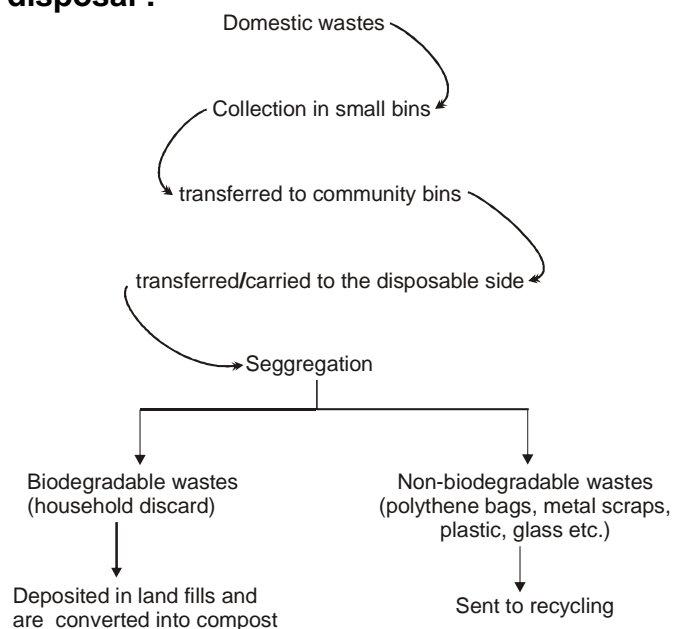 disposal :
Domestic wastes
Collection in small bins
transferred to community bins
transferred/carried to the disposable side
Seggregation
Biodegradable wastes
(household discard)
Non-biodegradable wastes
(polythene bags, metal scraps,
plastic, glass etc.)
Deposited in land fills and
are converted into compost
Sent to recycling